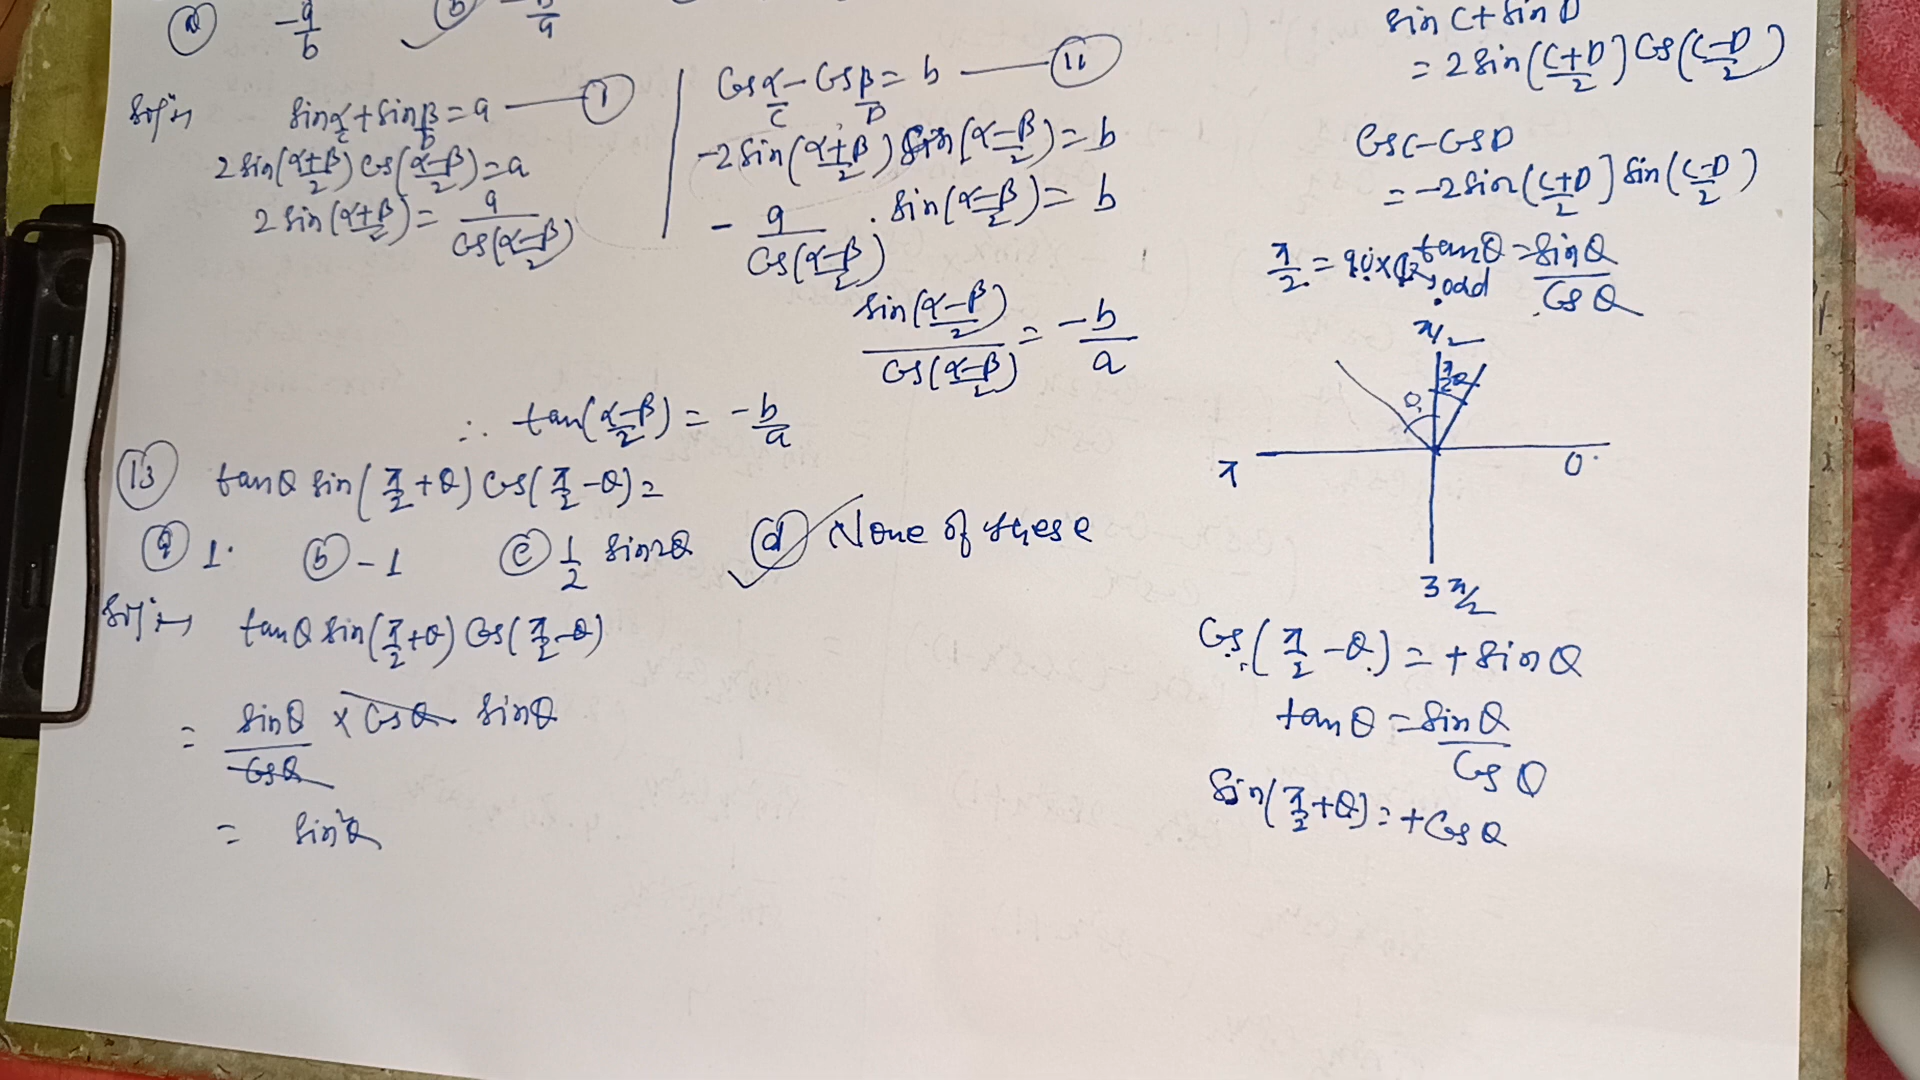 (a) -a/b (b) -b/a
Sol'n sinα + sinβ = a —— (I)
C D
2 sin(α+β/2) cos(α-β/2) = a
2 sin(α+β/2) = a/cos(α-β/2)
cosα - cosβ = b —— (II)
C D
-2 sin(α+β/2) sin(α-β/2) = b
- a/cos(α-β/2) . sin(α-β/2) = b
sin(α-β/2)/cos(α-β/2) = -b/a
∴ tan(α-β/2) = -b/a
sin C + sin D
= 2 sin(C+D/2) cos(C-D/2)
cos C - cos D
= -2 sin(C+D/2) sin(C-D/2)
π/2 = 90 × odd tanθ = sinθ/cosθ
π/2
θ
π 0
3π/2
(13) tanθ sin(π/2+θ) cos(π/2-θ) =
(a) 1. (b) -1 (c) 1/2 sin2θ (d) None of these
Sol'n tanθ sin(π/2+θ) cos(π/2-θ)
= sinθ/cosθ × cosθ sinθ
= sin²θ
cos(π/2-θ) = + sinθ
tanθ = sinθ/cosθ
sin(π/2+θ) = + cosθ